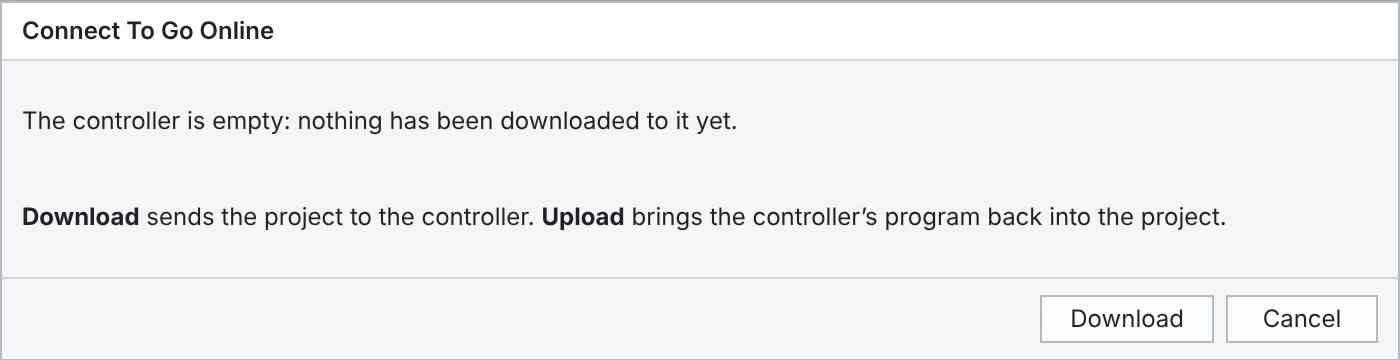 Connect To Go Online
The controller is empty: nothing has been downloaded to it yet.
Download sends the project to the controller. Upload brings the controller’s program back into the project.
Download
Cancel